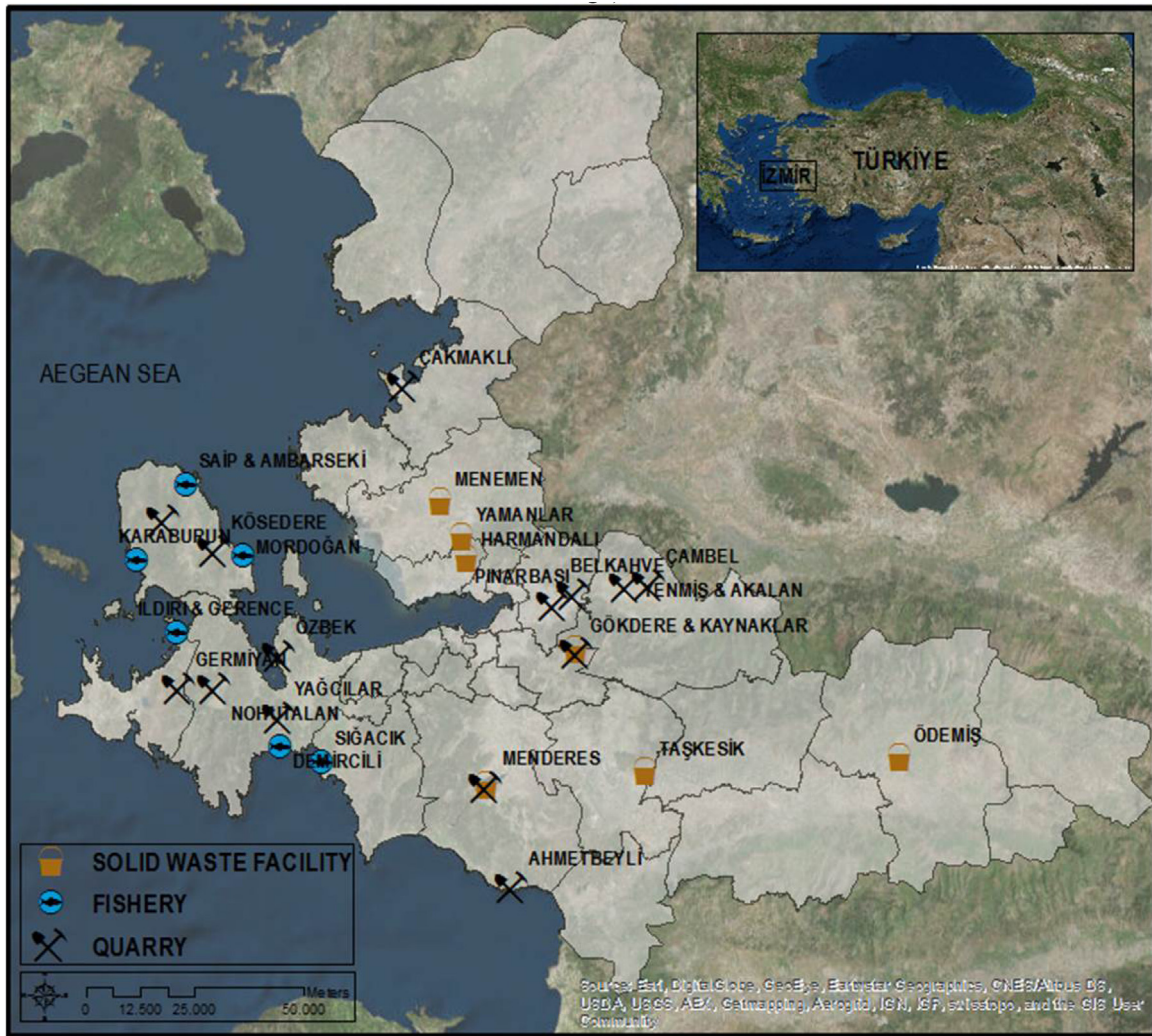 TÜRKİYE
İZMİR
AEGEAN SEA
ÇAKMAKLI
SAİP & AMBARSEKİ
MENEMEN
YAMANLAR
KÖSEDERE
KARABURUN
HARMANDALI
MORDOĞAN
BELKAHVE
ÇAMBEL
PINARBAŞI
YENMİŞ & AKALAN
ILDIRI & GERENCE
ÖZBEK
GÖKDERE & KAYNAKLAR
GERMİYAN
YAĞCILAR
NOHUTALAN
SIĞACIK
DEMİRCİLİ
MENDERES
TAŞKESİK
ÖDEMİŞ
AHMETBEYLİ
SOLID WASTE FACILITY
FISHERY
QUARRY
Meters
0 12.500 25.000 50.000
Source: Esri, DigitalGlobe, GeoEye, Earthstar Geographics, CNES/Airbus DS,
USDA, USGS, AEX, Getmapping, Aerogrid, IGN, IGP, swisstopo, and the GIS User
Community